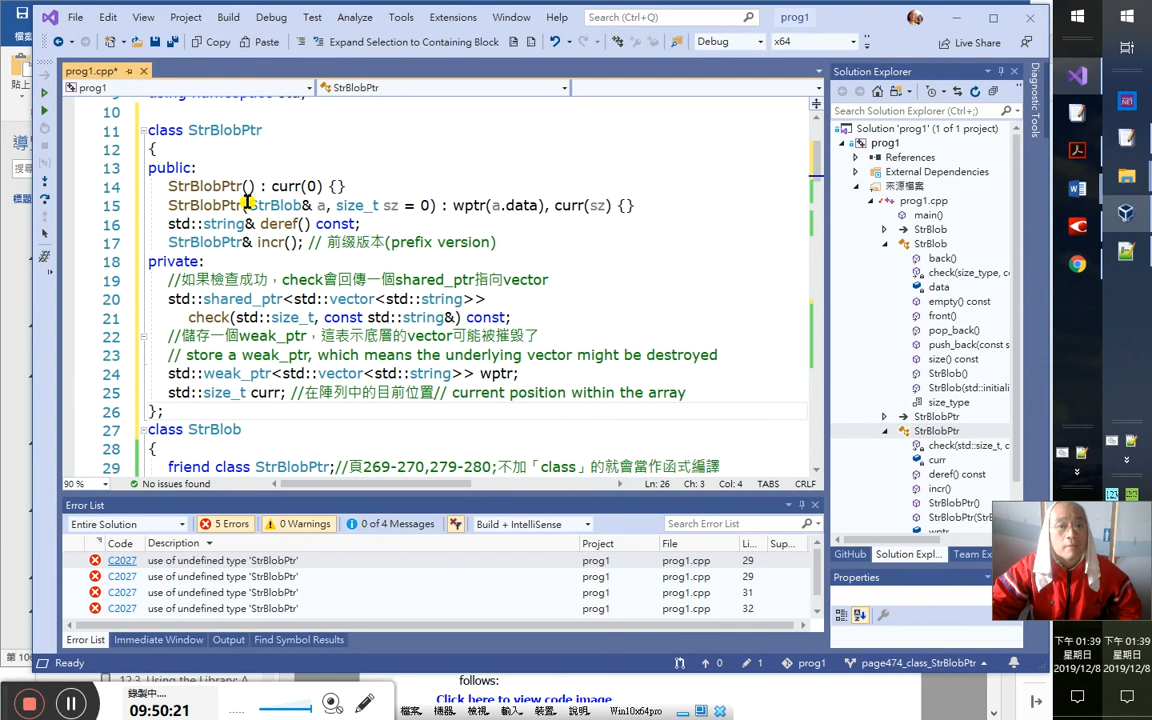 File Edit View Project Build Debug Test Analyze Tools Extensions Window Help Search (Ctrl+Q) prog1
Copy Paste Expand Selection to Containing Block Debug x64 Live Share
檔案
貼上
prog1.cpp*
prog1 StrBlobPtr
10
11 class StrBlobPtr
12 {
13 public:
14 StrBlobPtr() : curr(0) {}
15 StrBlobPtr(StrBlob& a, size_t sz = 0) : wptr(a.data), curr(sz) {}
16 std::string& deref() const;
17 StrBlobPtr& incr(); // 前缀版本(prefix version)
18 private:
19 //如果檢查成功，check會回傳一個shared_ptr指向vector
20 std::shared_ptr<std::vector<std::string>>
21 check(std::size_t, const std::string&) const;
22 //儲存一個weak_ptr，這表示底層的vector可能被摧毀了
23 // store a weak_ptr, which means the underlying vector might be destroyed
24 std::weak_ptr<std::vector<std::string>> wptr;
25 std::size_t curr; //在陣列中的目前位置// current position within the array
26 };
27 class StrBlob
28 {
29 friend class StrBlobPtr;//頁269-270,279-280;不加「class」的就會當作函式編譯
90 % No issues found Ln: 26 Ch: 3 Col: 4 TABS CRLF
Error List
Entire Solution 5 Errors 0 Warnings 0 of 4 Messages Build + IntelliSense Search Error List
Code Description Project File Li... Sup...
C2027 use of undefined type 'StrBlobPtr' prog1 prog1.cpp 29
C2027 use of undefined type 'StrBlobPtr' prog1 prog1.cpp 29
C2027 use of undefined type 'StrBlobPtr' prog1 prog1.cpp 31
C2027 use of undefined type 'StrBlobPtr' prog1 prog1.cpp 32
Error List Immediate Window Output Find Symbol Results
Ready 0 1 prog1 page474_class_StrBlobPtr
Solution Explorer
Search Solution Explorer (Ctrl+;)
Solution 'prog1' (1 of 1 project)
prog1
References
External Dependencies
來源檔案
prog1.cpp
main()
StrBlob
StrBlob
back()
check(size_type, c
data
empty() const
front()
pop_back()
push_back(const s
size() const
StrBlob()
StrBlob(std::initiali
size_type
StrBlobPtr
StrBlobPtr
check(std::size_t, c
curr
deref() const
incr()
StrBlobPtr()
StrBlobPtr(StrB
wptr
GitHub Solution Expl... Team Ex
Properties
Diagnostic Tools
下午 01:39
星期日
2019/12/8
下午 01:39
星期日
2019/12/8
錄製中....
09:50:21
follows:
Click here to view code image
檔案, 機器, 檢視, 輸入, 裝置, 說明, Win10x64pro